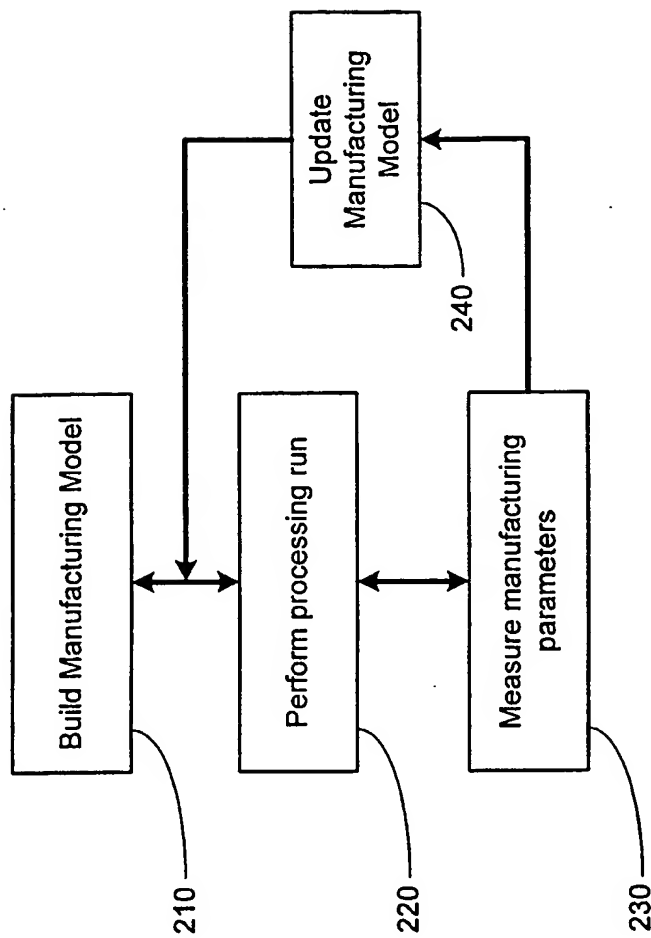 Build Manufacturing Model
210
Perform processing run
220
Measure manufacturing
parameters
230
Update
Manufacturing
Model
240